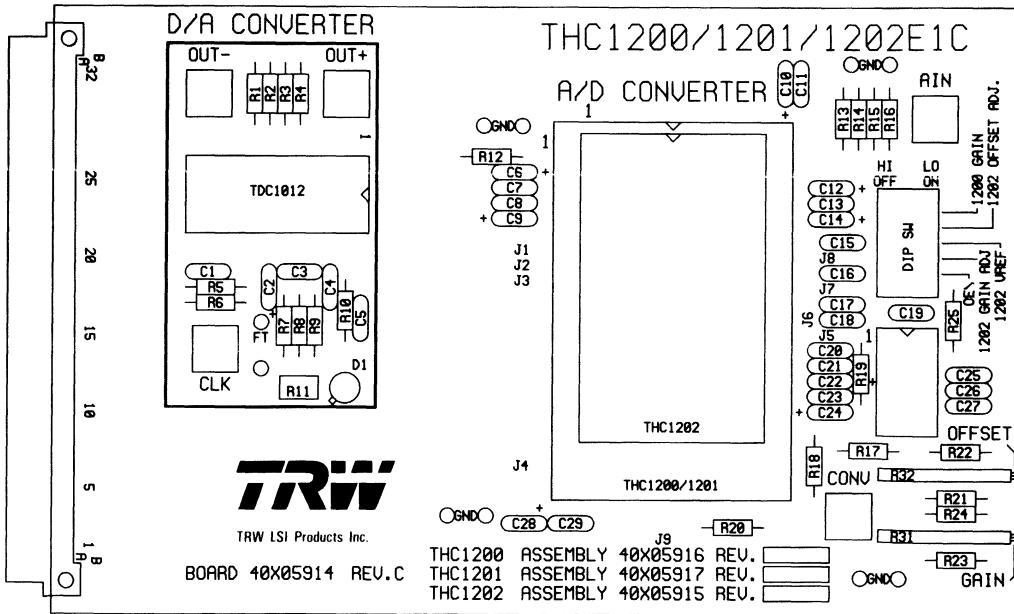 D/A CONVERTER
THC1200/1201/1202E1C
OUT-
OUT+
R1
R2
R3
R4
1
TDC1012
C1
R5
R6
C2
C3
C4
+
R7
R8
R9
R10
C5
FT
CLK
R11
D1
B
A
32
25
20
15
10
5
1
A
B
TRW
TRW LSI Products Inc.
BOARD 40X05914 REV.C
A/D CONVERTER
1
1
C10
C11
+
GND
R12
C6
+
C7
C8
+
C9
J1
J2
J3
J4
THC1202
THC1200/1201
GND
+
C28
C29
J9
R20
THC1200 ASSEMBLY 40X05916 REV.
THC1201 ASSEMBLY 40X05917 REV.
THC1202 ASSEMBLY 40X05915 REV.
GND
AIN
R13
R14
R15
R16
HI
OFF
LO
ON
DIP SW
1200 GAIN
1202 OFFSET ADJ.
OE\
1202 GAIN ADJ
1202 VREF
C12
+
C13
C14
+
C15
J8
C16
J7
C17
J6
C18
J5
C19
R25
1
C20
C21
C22
C23
+
C24
R19
+
C25
C26
C27
OFFSET
R17
R22
R18
CONV
R32
R21
R24
R31
R23
GND
GAIN